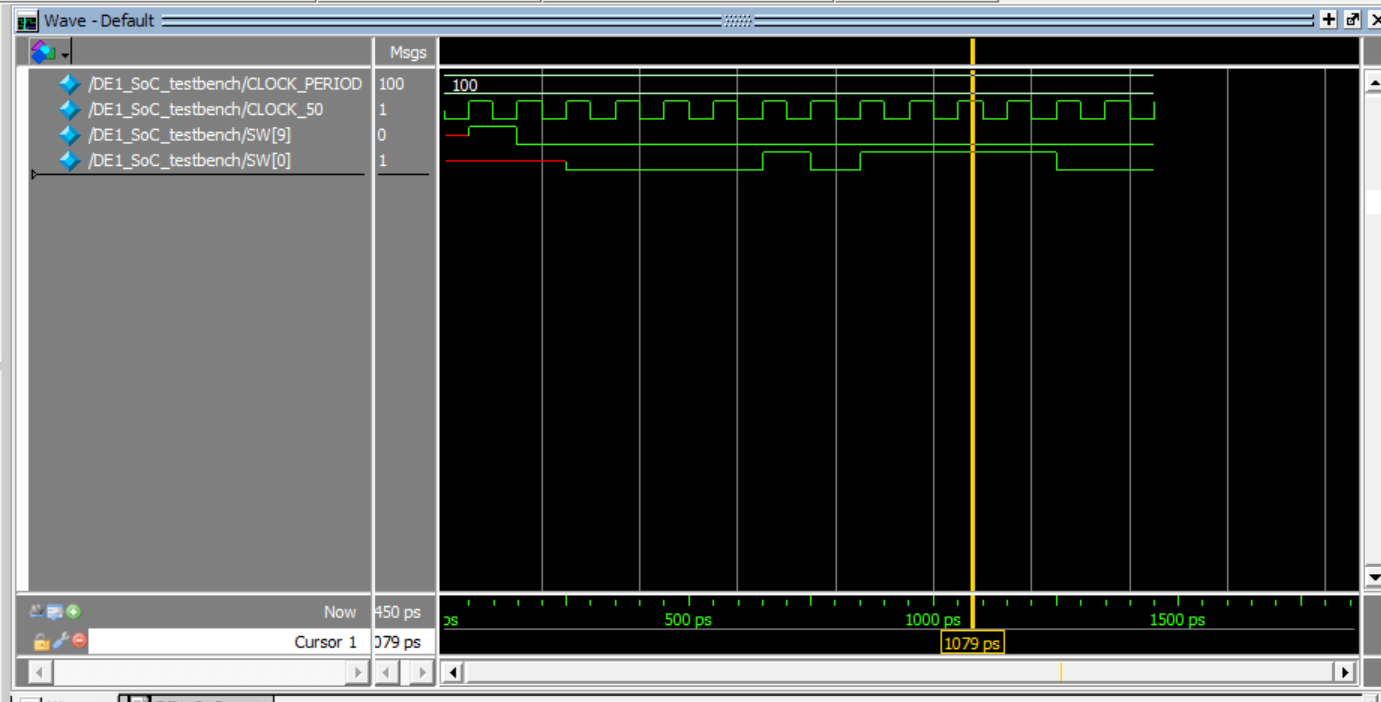 Wave - Default
Msgs
/DE1_SoC_testbench/CLOCK_PERIOD 100 100
/DE1_SoC_testbench/CLOCK_50 1
/DE1_SoC_testbench/SW[9] 0
/DE1_SoC_testbench/SW[0] 1
Now 450 ps ps 500 ps 1000 ps 1500 ps
Cursor 1 079 ps 1079 ps